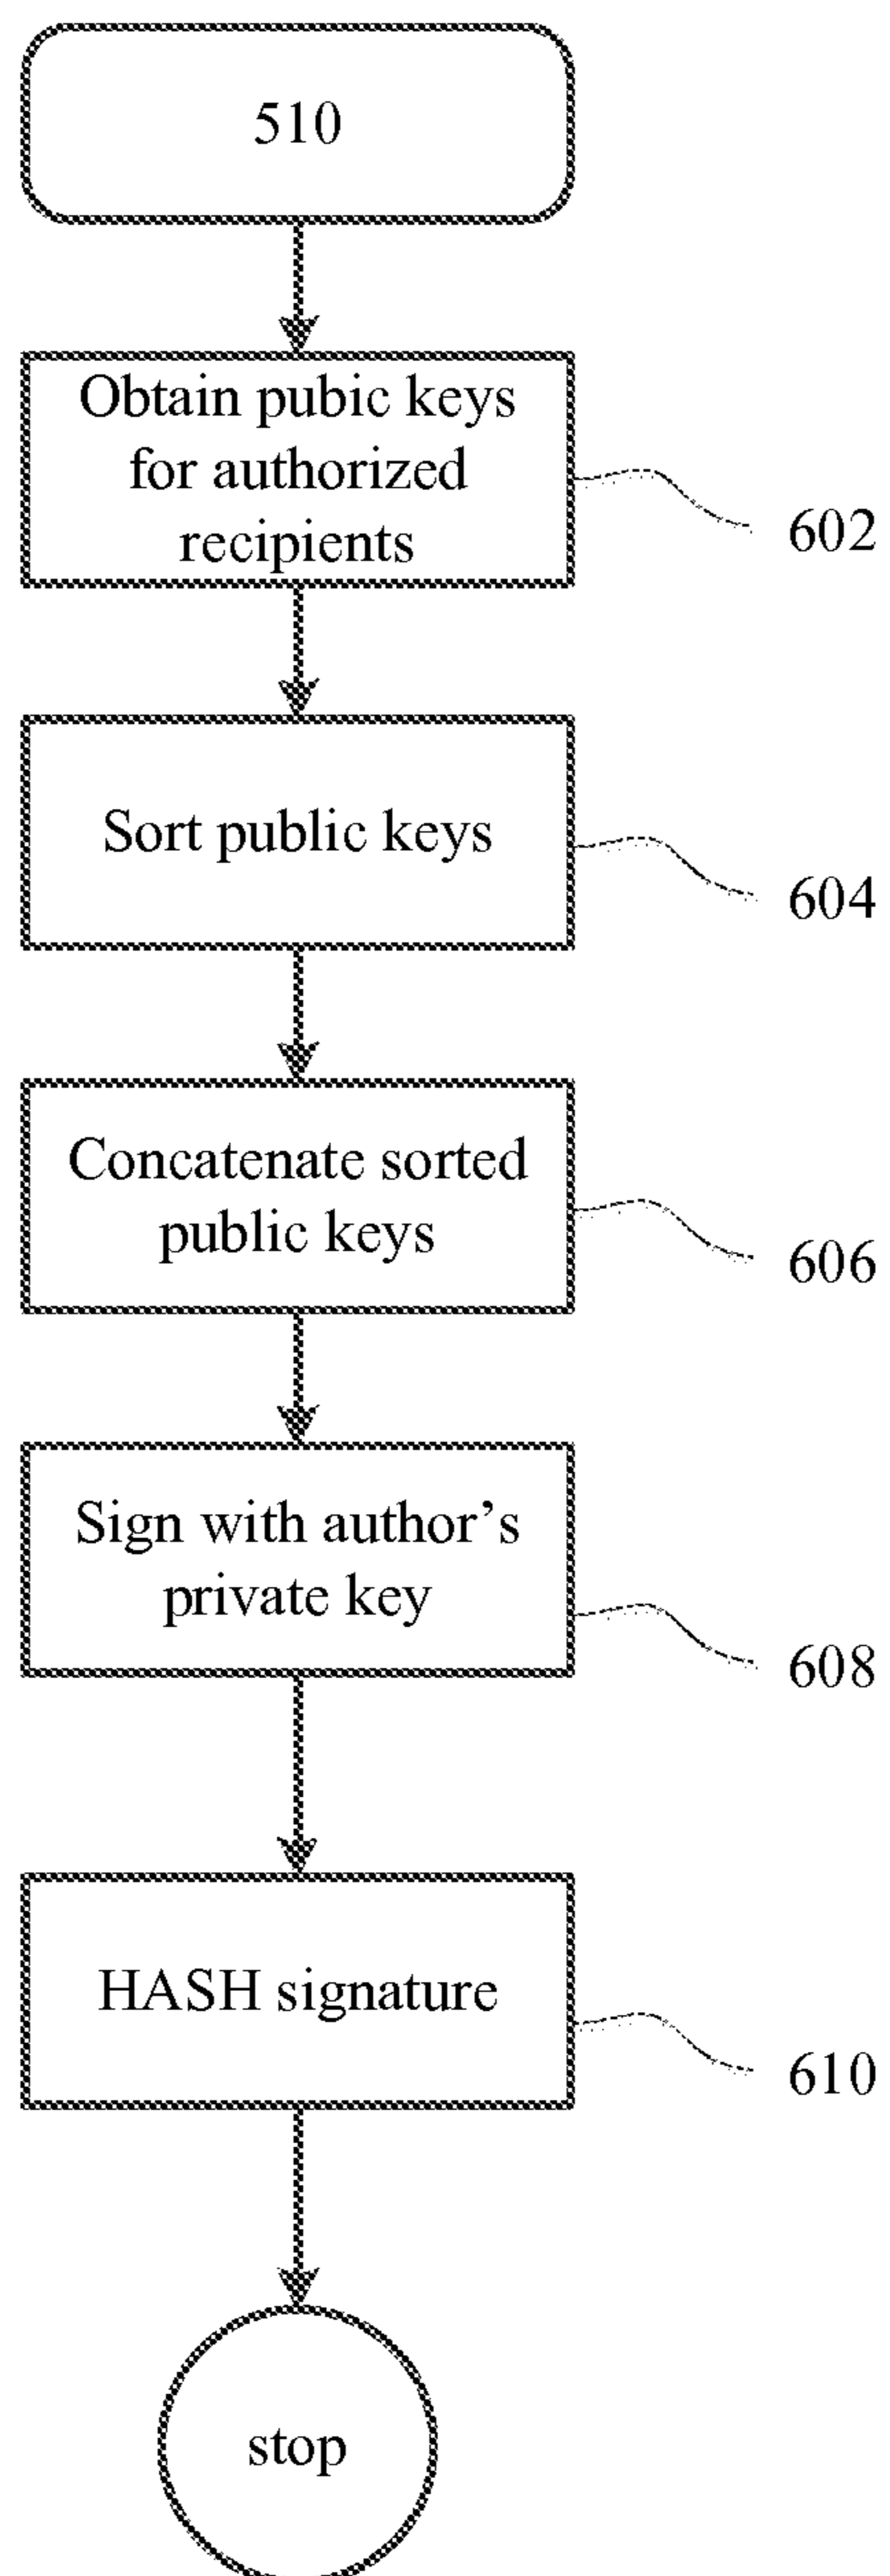 510
Obtain pubic keys
for authorized
recipients
602
Sort public keys
604
Concatenate sorted
public keys
606
Sign with author’s
private key
608
HASH signature
610
stop